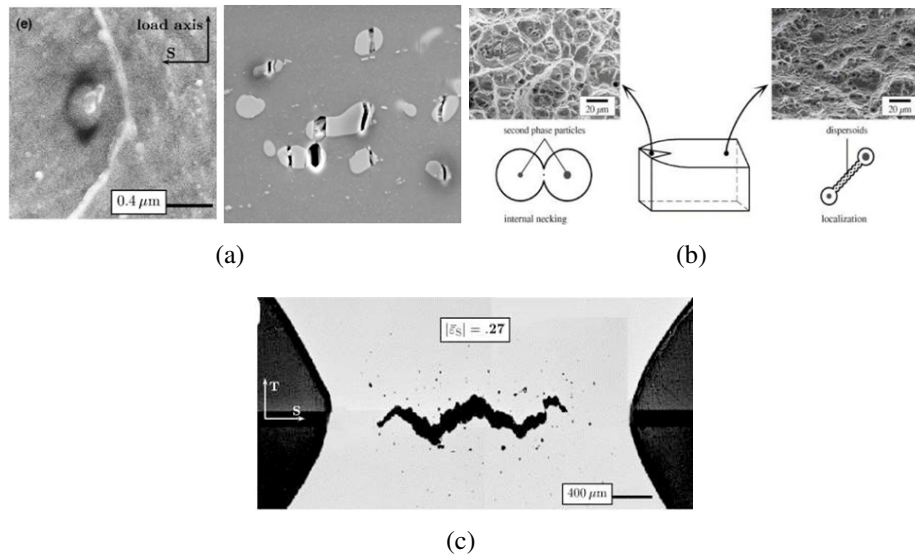 (e)
load axis
S
0.4 μm
(a)
20 μm
20 μm
second phase particles
dispersoids
internal necking
localization
(b)
|ε̄S| = .27
T
S
400 μm
(c)